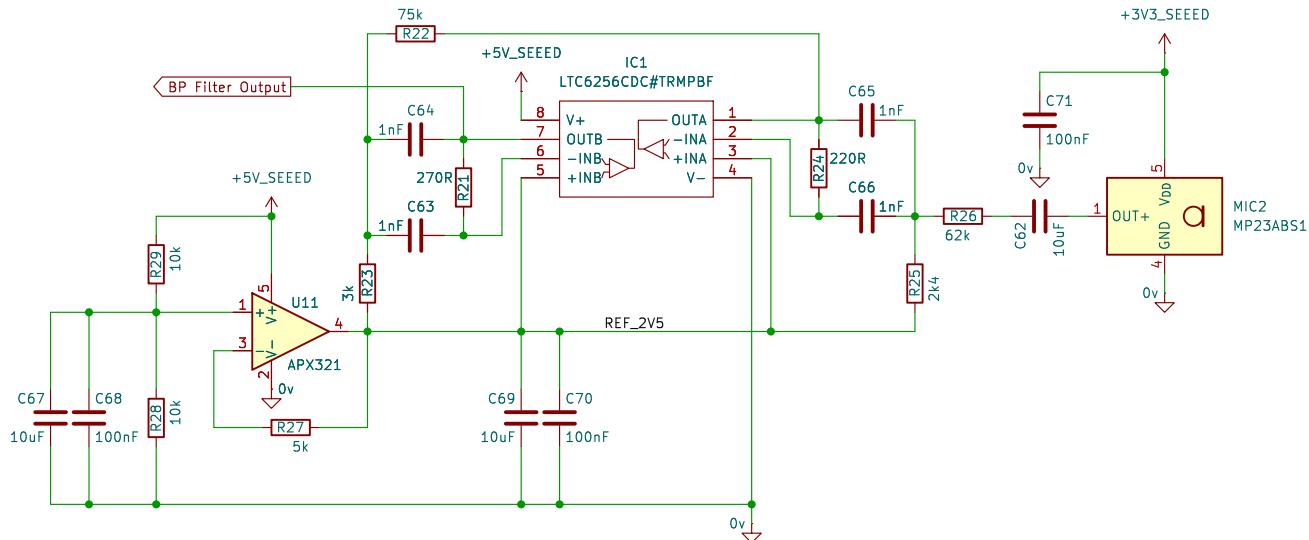 75k
R22
+3V3_SEEED
+5V_SEEED
IC1
LTC6256CDC#TRMPBF
BP Filter Output
C64
1nF
8
V+
OUTA
1
7
OUTB
-INA
2
6
-INB
+INA
3
5
+INB
V-
4
C65
1nF
C71
100nF
0v
270R
R21
R24
220R
C63
1nF
C66
1nF
+5V_SEEED
5
VDD
R26
62k
C62
10uF
1
OUT+
a
GND
4
MIC2
MP23ABS1
0v
R29
10k
R23
3k
R25
2k4
5
U11
1
+
V+
4
3
-
V-
2
APX321
0v
REF_2V5
C67
10uF
C68
100nF
R28
10k
R27
5k
C69
10uF
C70
100nF
0v